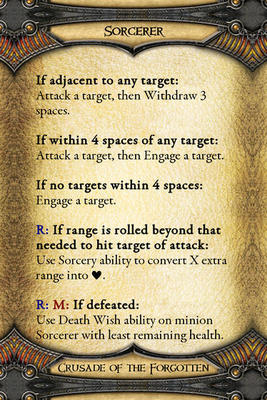 SORCERER
If adjacent to any target:
Attack a target, then Withdraw 3
spaces.
If within 4 spaces of any target:
Attack a target, then Engage a target.
If no targets within 4 spaces:
Engage a target.
R: If range is rolled beyond that
needed to hit target of attack:
Use Sorcery ability to convert X extra
range into ♥.
R: M: If defeated:
Use Death Wish ability on minion
Sorcerer with least remaining health.
CRUSADE OF THE FORGOTTEN